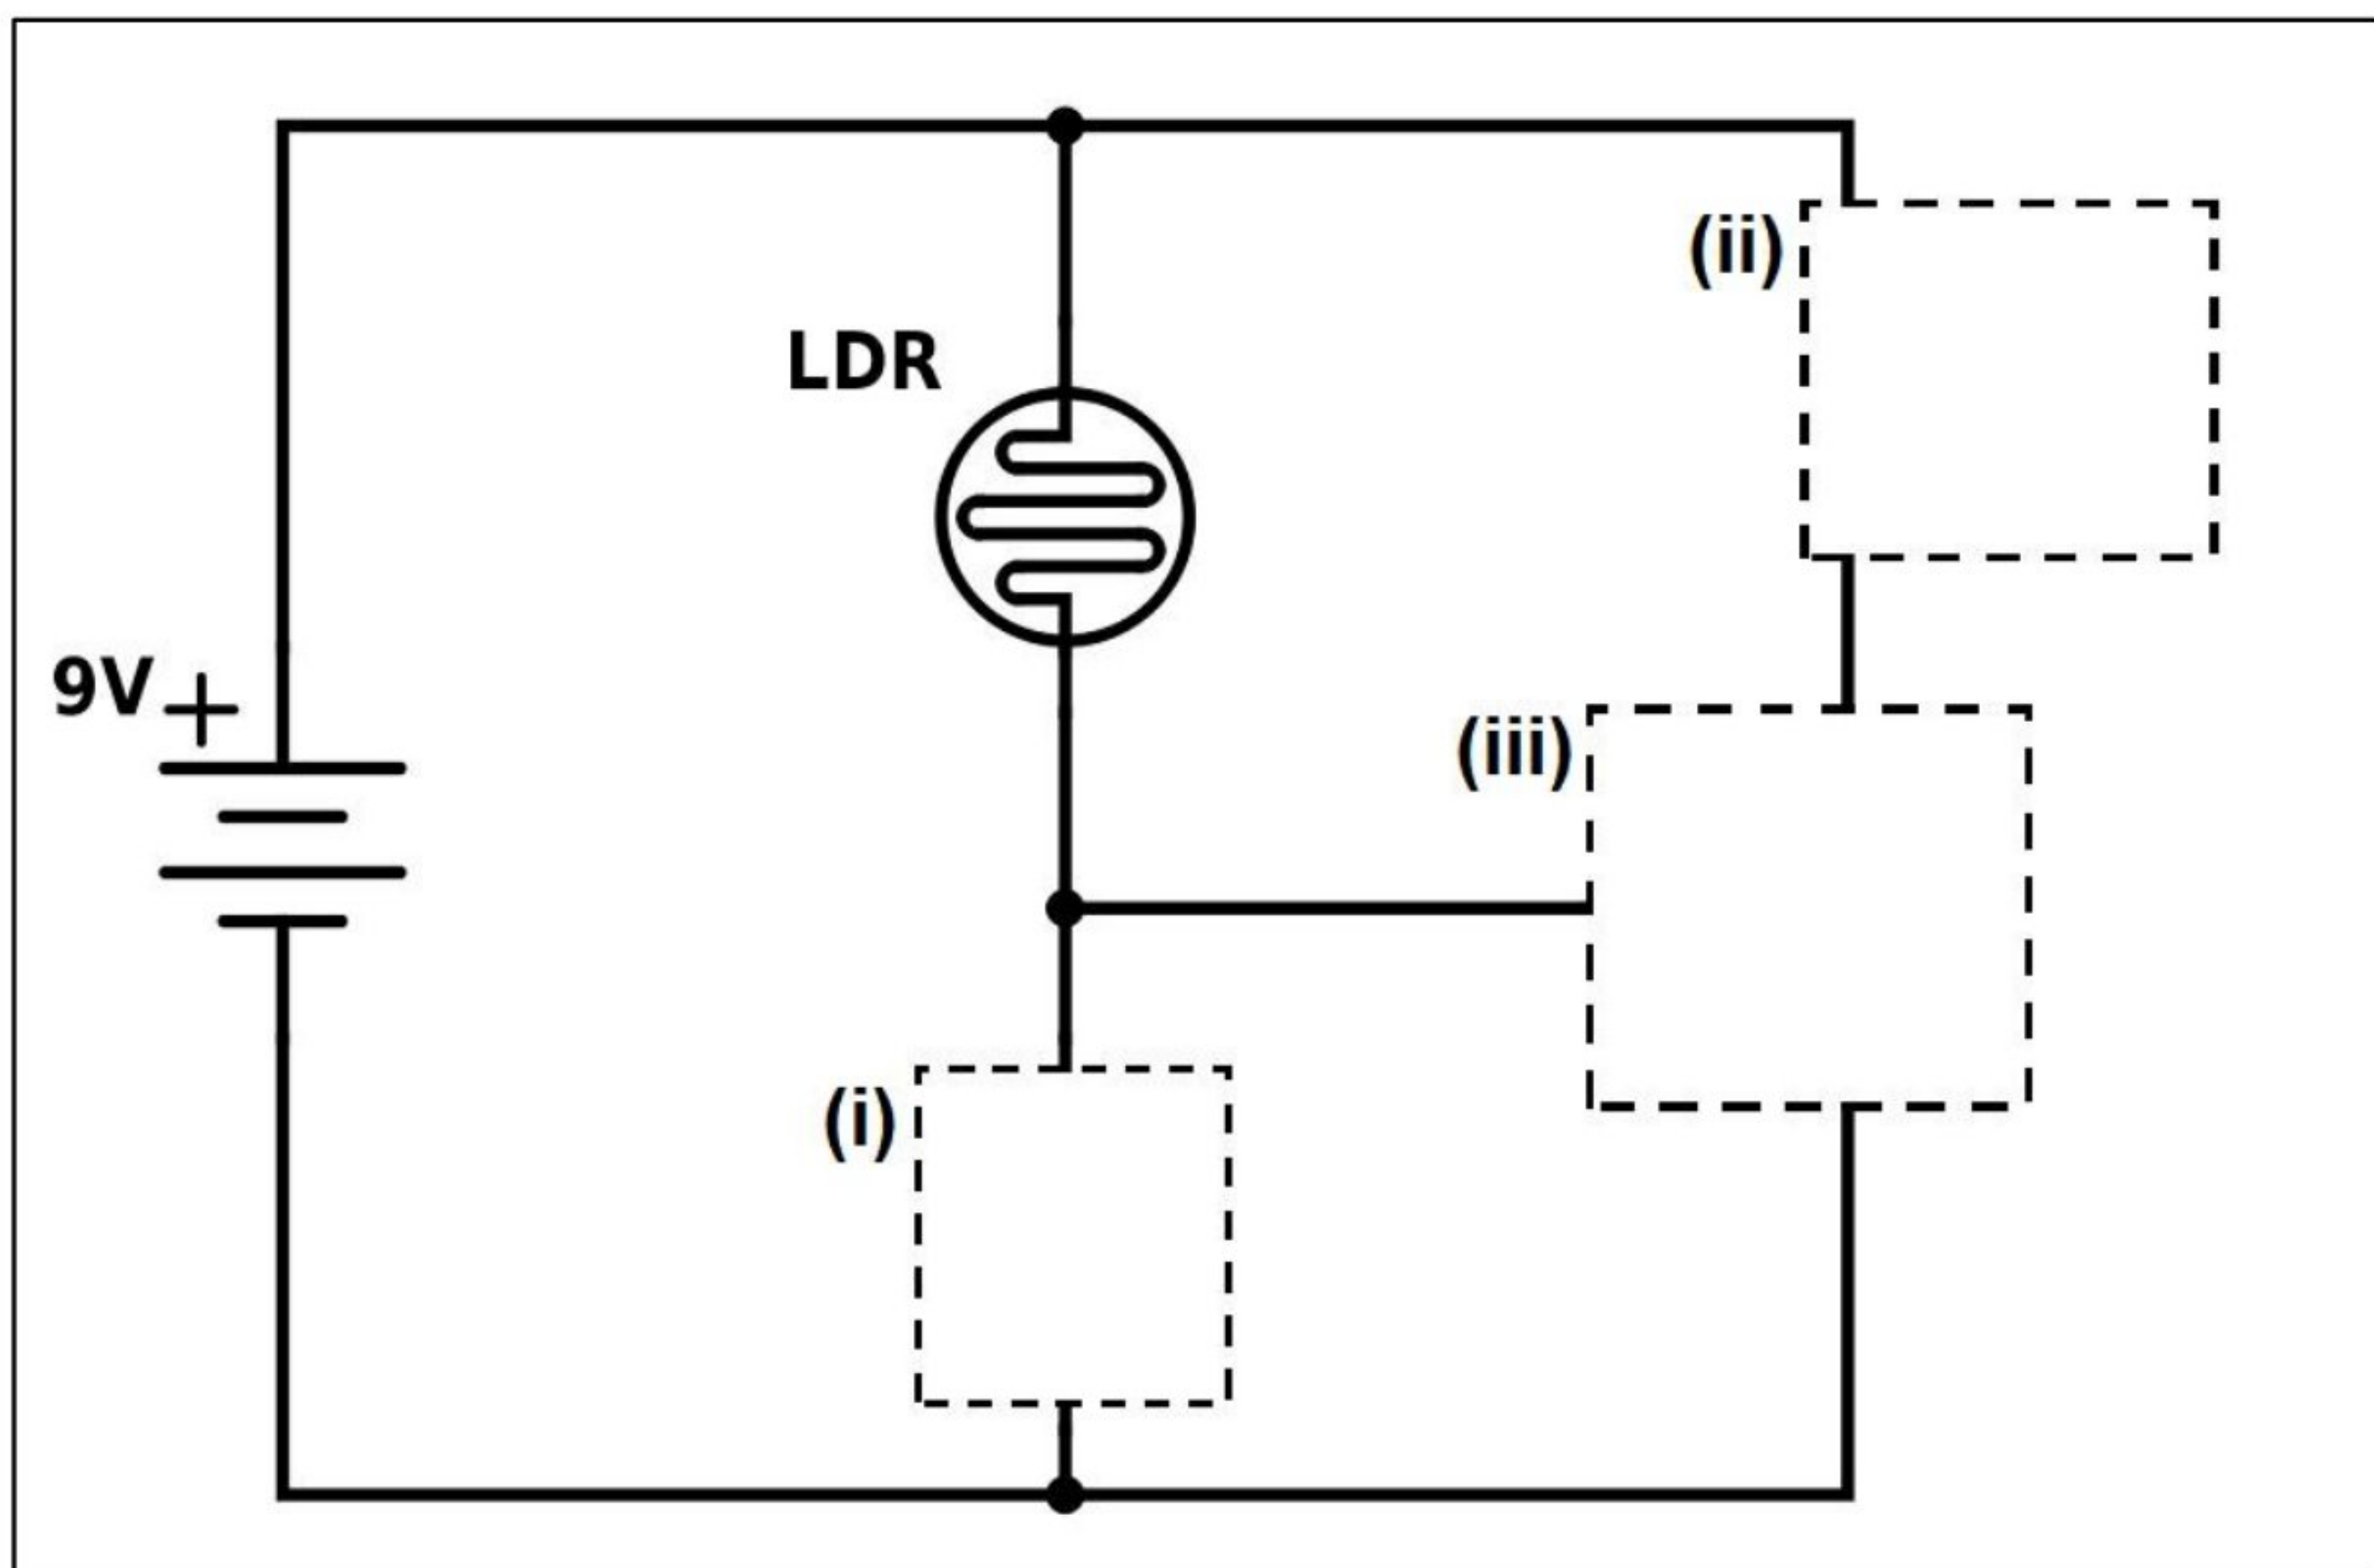 (ii)
LDR
9V +
(iii)
(i)